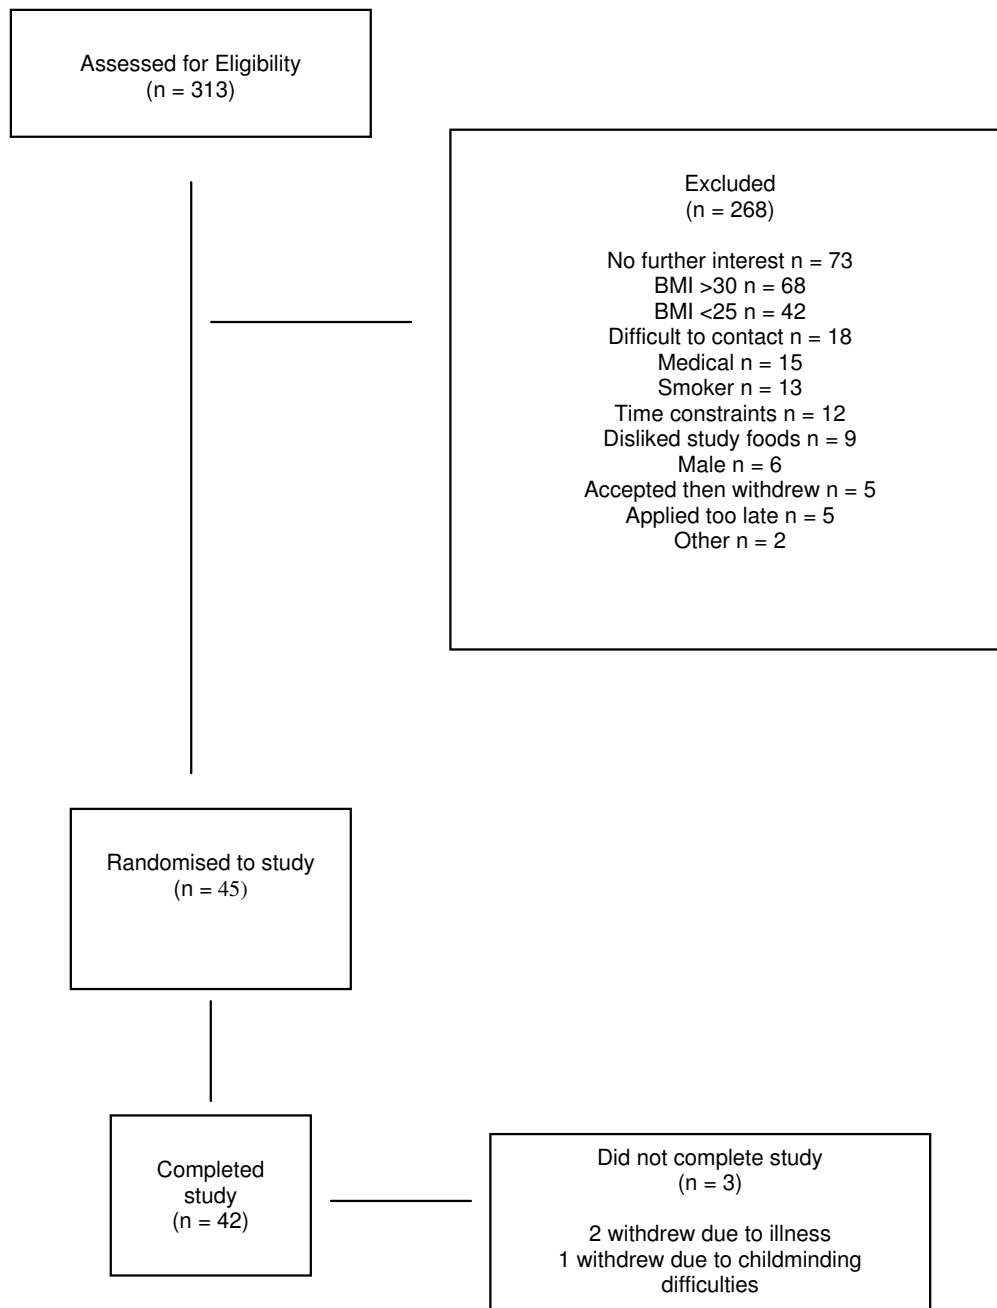 Assessed for Eligibility
(n = 313)
Excluded
(n = 268)
No further interest n = 73
BMI >30 n = 68
BMI <25 n = 42
Difficult to contact n = 18
Medical n = 15
Smoker n = 13
Time constraints n = 12
Disliked study foods n = 9
Male n = 6
Accepted then withdrew n = 5
Applied too late n = 5
Other n = 2
Randomised to study
(n = 45)
Completed
study
(n = 42)
Did not complete study
(n = 3)
2 withdrew due to illness
1 withdrew due to childminding
difficulties